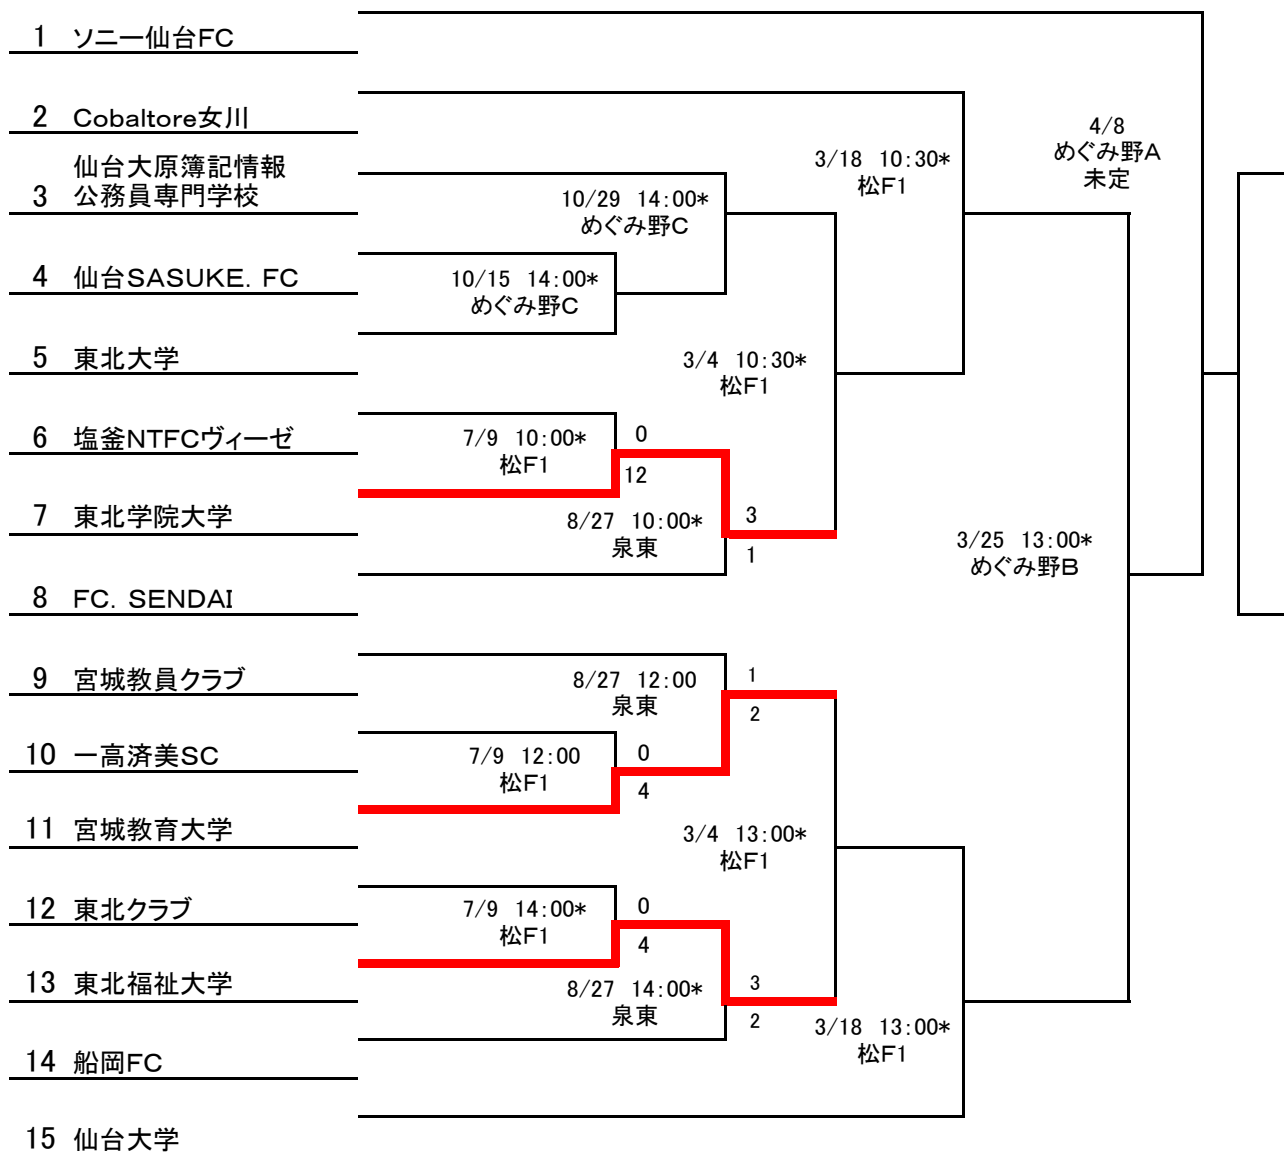 1 ソニー仙台FC
2 Cobaltore女川
4/8
めぐみ野A
未定
3/18 10:30*
松F1
仙台大原簿記情報
3 公務員専門学校
10/29 14:00*
めぐみ野C
4 仙台SASUKE. FC
10/15 14:00*
めぐみ野C
5 東北大学
3/4 10:30*
松F1
6 塩釜NTFCヴィーゼ
7/9 10:00*
松F1
0
12
7 東北学院大学
8/27 10:00*
泉東
3
1
3/25 13:00*
めぐみ野B
8 FC. SENDAI
9 宮城教員クラブ
8/27 12:00
泉東
1
2
10 一高済美SC
7/9 12:00
松F1
0
4
11 宮城教育大学
3/4 13:00*
松F1
12 東北クラブ
7/9 14:00*
松F1
0
4
13 東北福祉大学
8/27 14:00*
泉東
3
2
3/18 13:00*
松F1
14 船岡FC
15 仙台大学